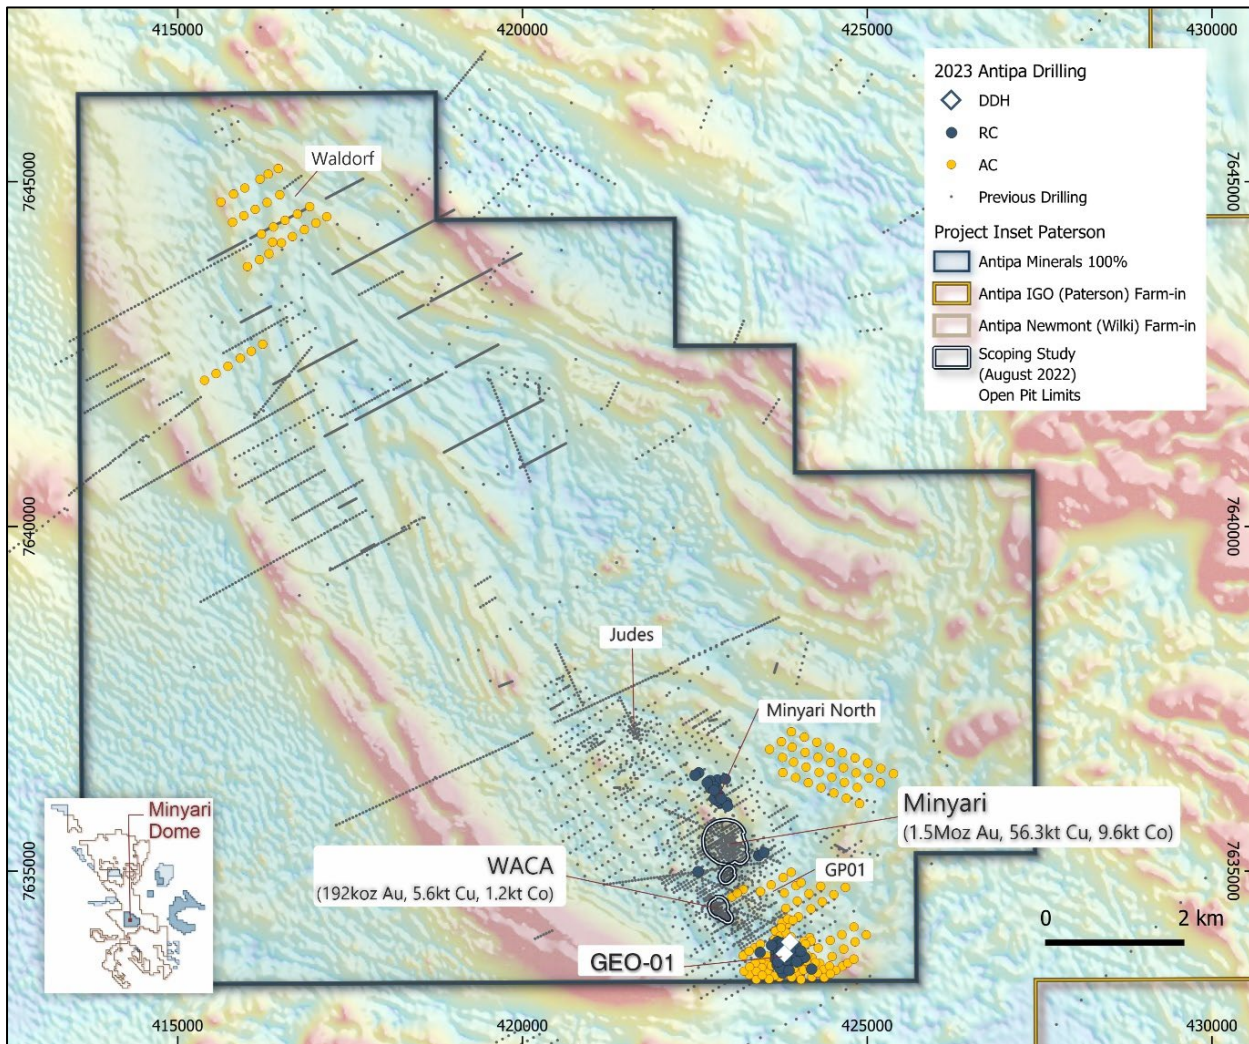 415000
420000
425000
430000
2023 Antipa Drilling
DDH
RC
AC
Previous Drilling
Project Inset Paterson
Antipa Minerals 100%
Antipa IGO (Paterson) Farm-in
Antipa Newmont (Wilki) Farm-in
Scoping Study
(August 2022)
Open Pit Limits
7645000
7645000
Waldorf
7640000
7640000
Judes
Minyari North
Minyari
(1.5Moz Au, 56.3kt Cu, 9.6kt Co)
WACA
(192koz Au, 5.6kt Cu, 1.2kt Co)
GP01
7635000
7635000
Minyari
Dome
0
2 km
GEO-01
415000
420000
425000
430000